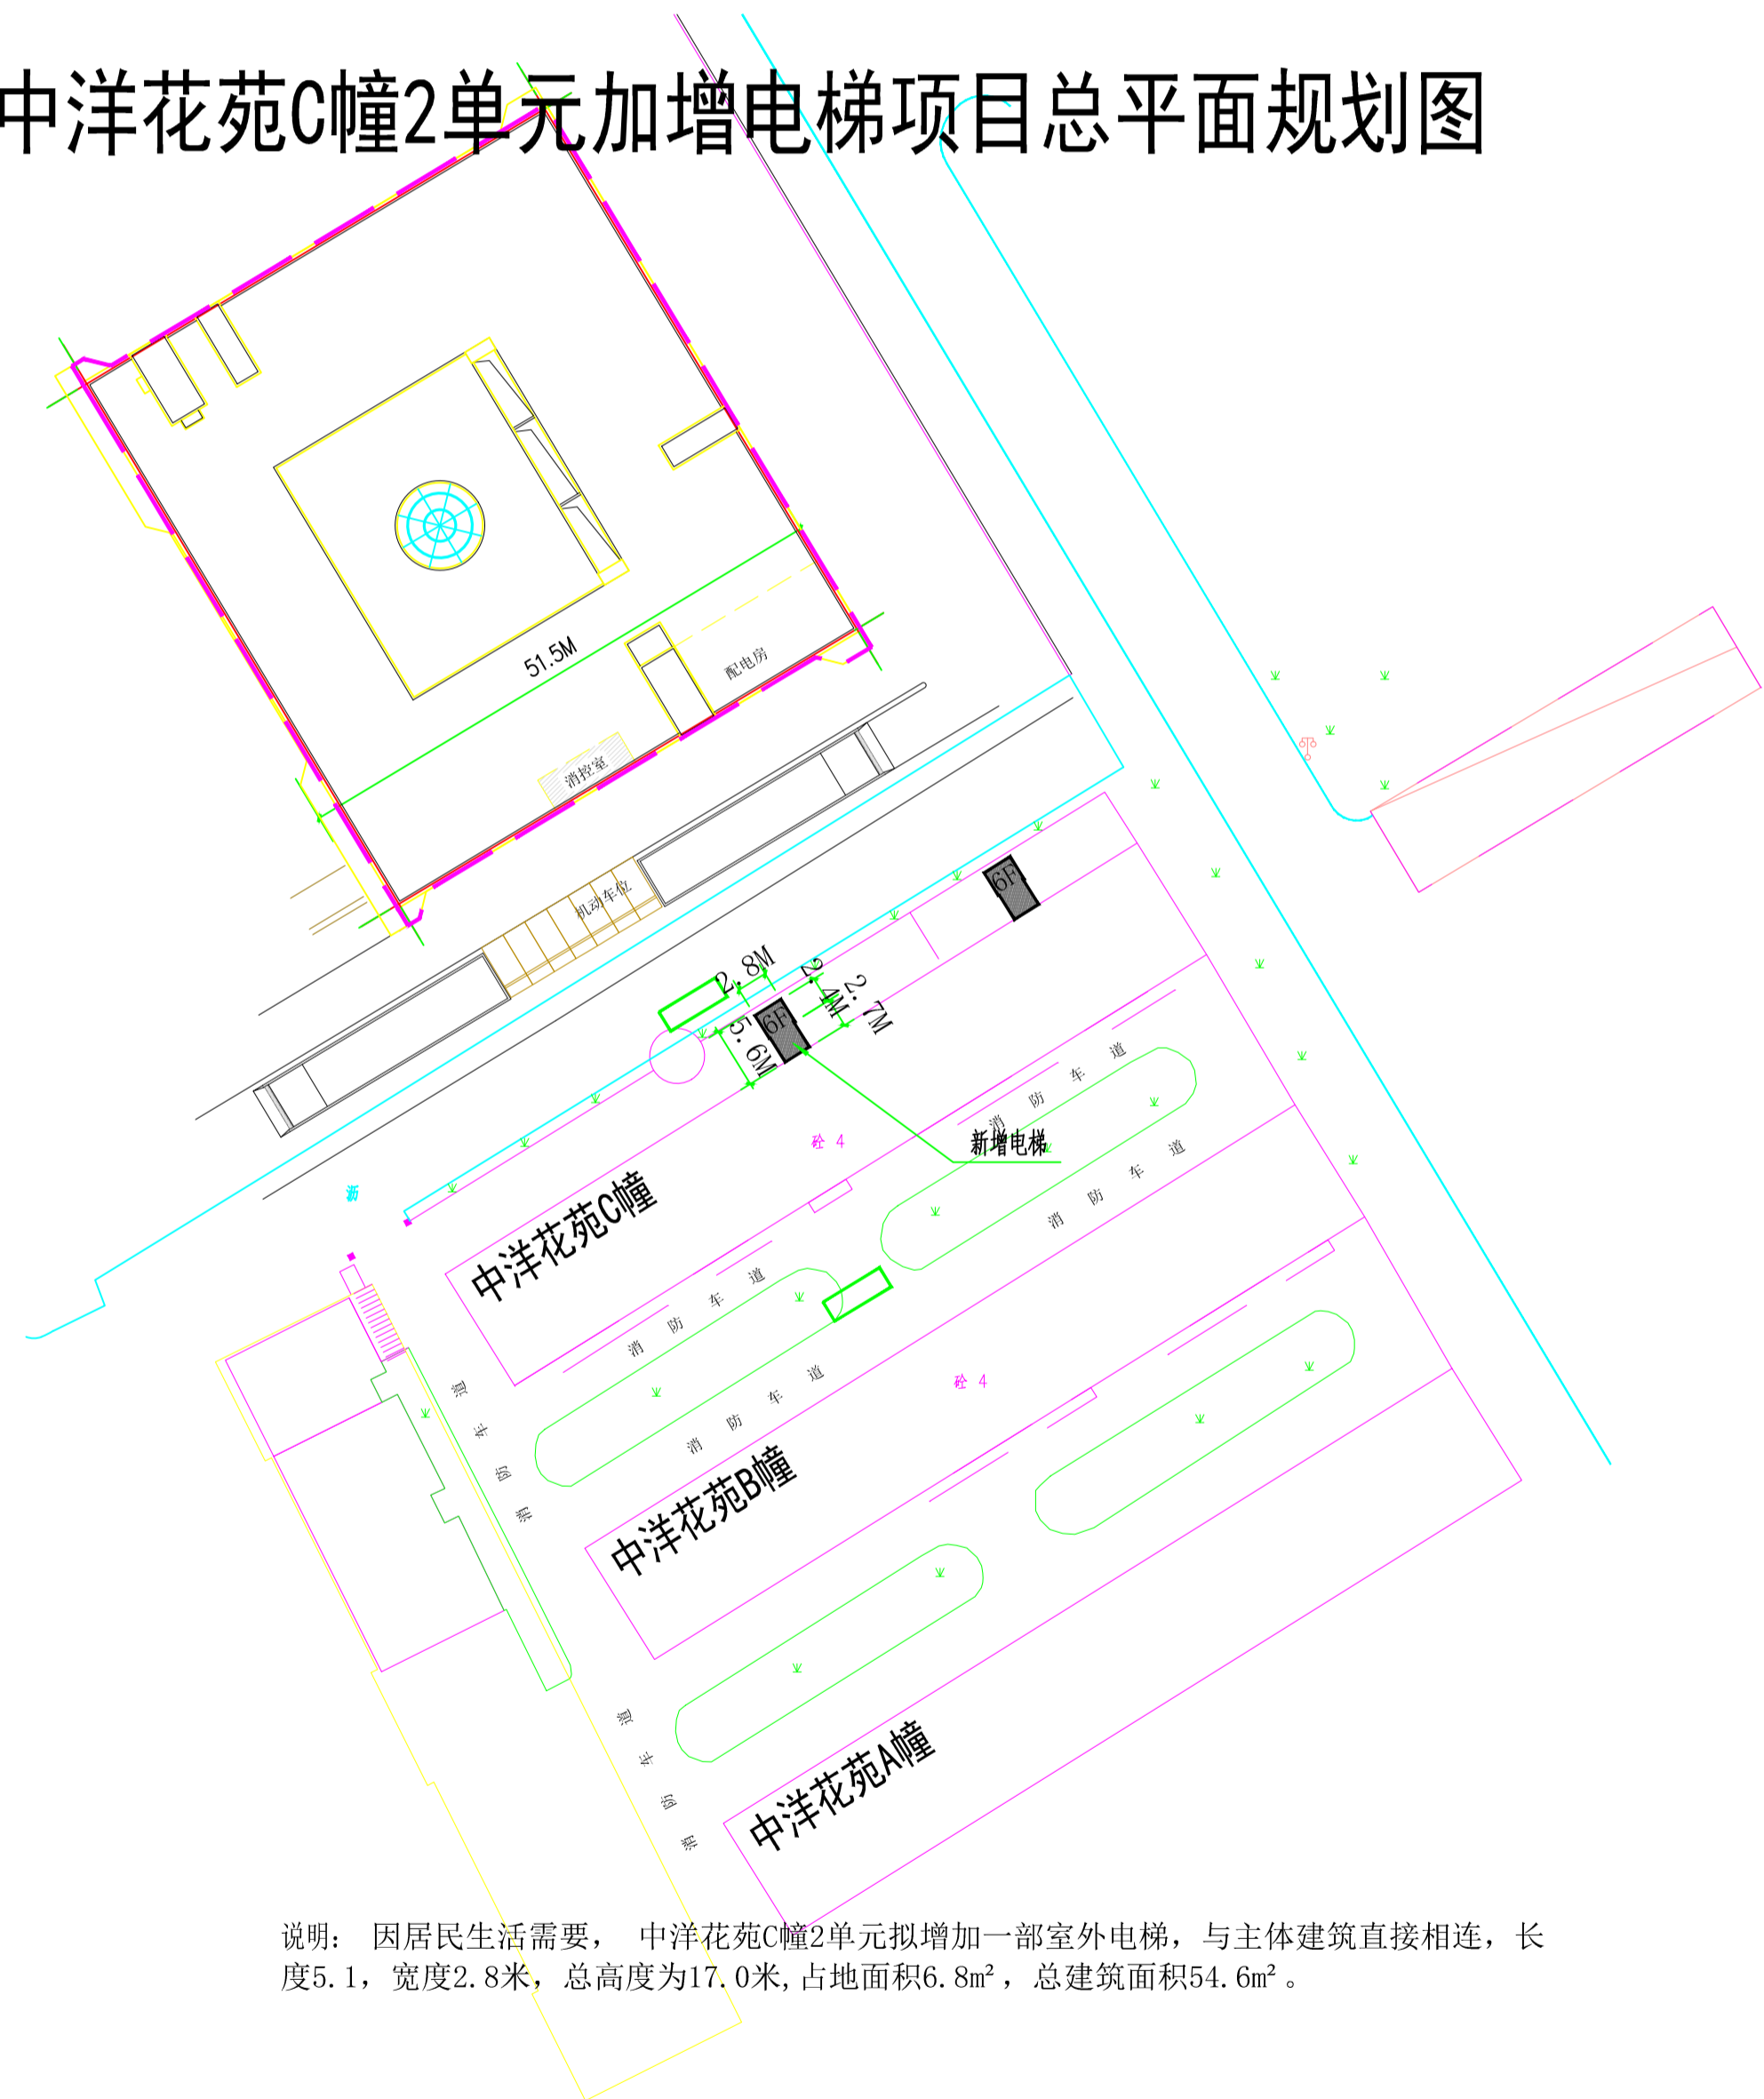 中洋花苑C幢2单元加增电梯项目总平面规划图
51.5M
配电房
消控室
机动车位
6F
2.8M
2.4M
2.7M
6F
5.6M
消防车道
砼 4
新增电梯
消防车道
中洋花苑C幢
消防车道
消防车道
砼 4
消防车道
中洋花苑B幢
消防车道
中洋花苑A幢
说明： 因居民生活需要， 中洋花苑C幢2单元拟增加一部室外电梯，与主体建筑直接相连，长
度5.1，宽度2.8米，总高度为17.0米,占地面积6.8m²，总建筑面积54.6m²。